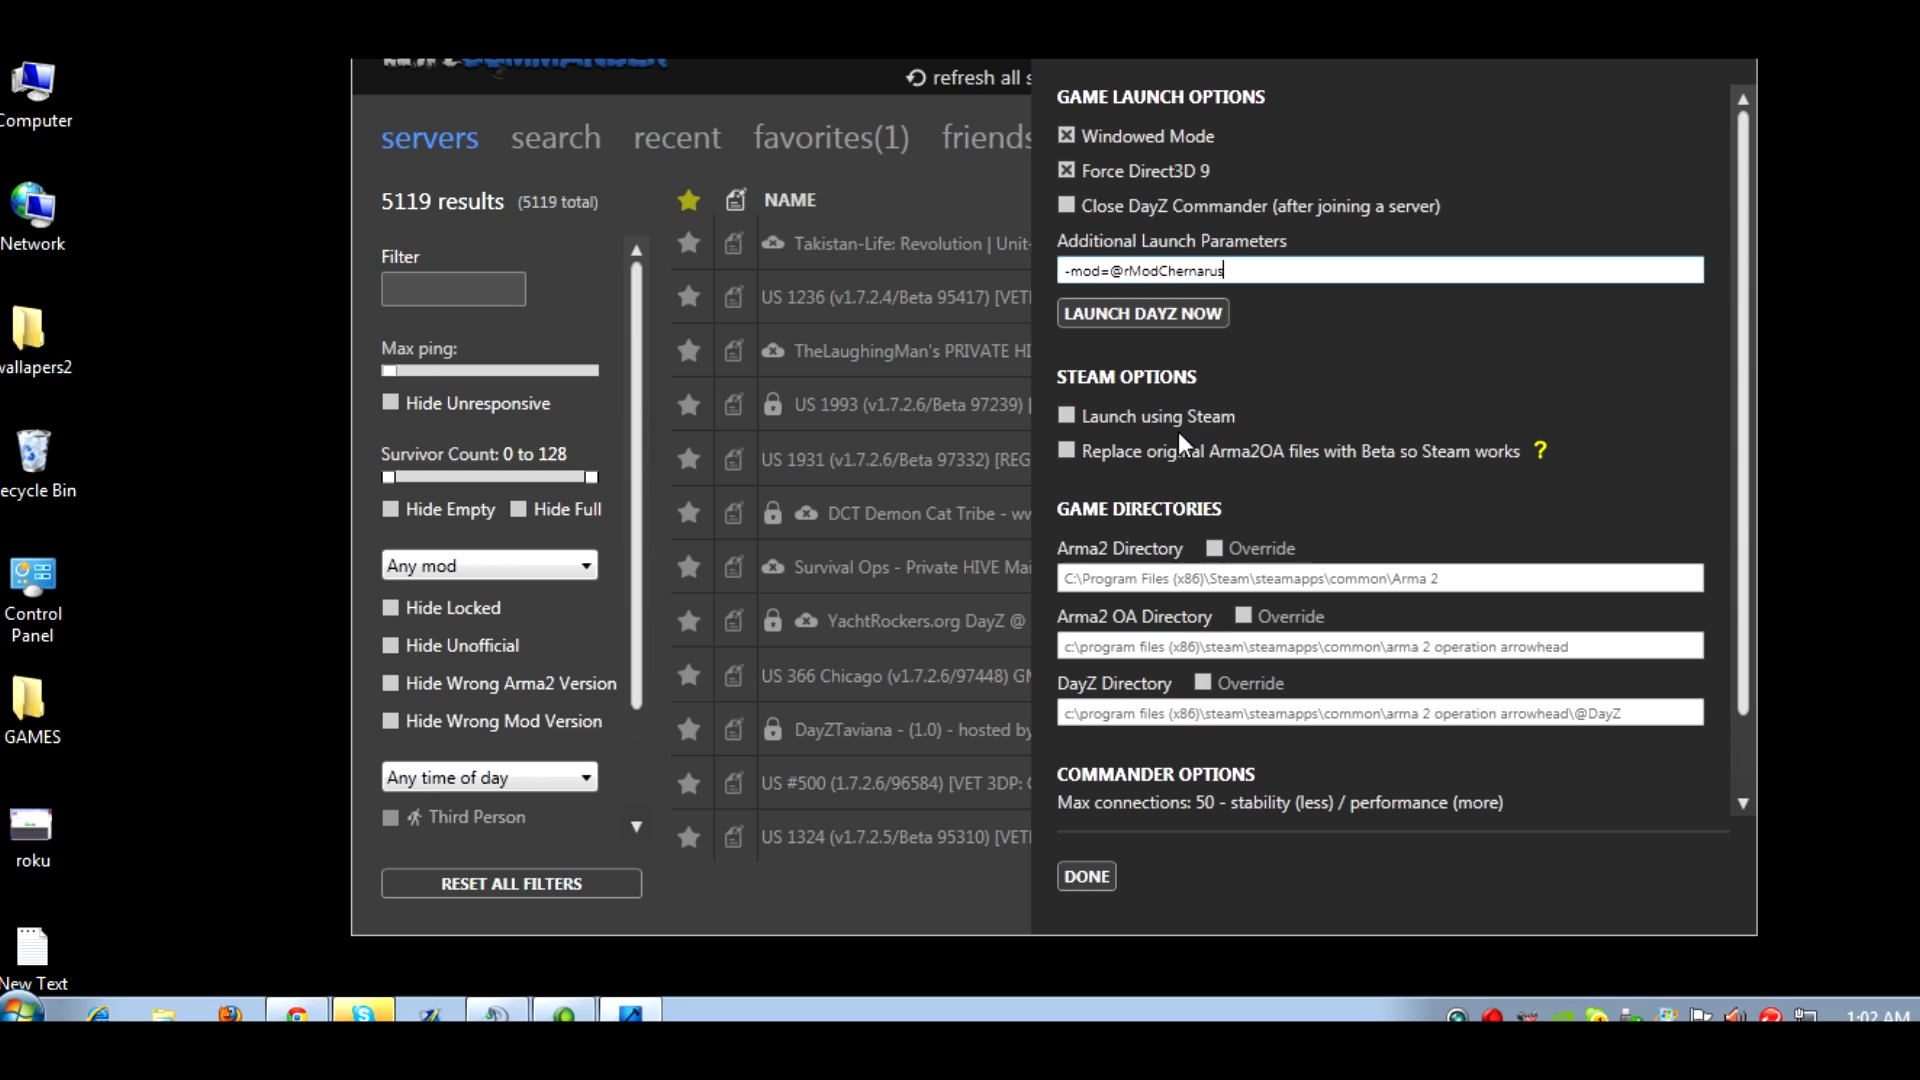 Computer
Network
wallapers2
Recycle Bin
Control
Panel
GAMES
roku
New Text
COMMANDER
refresh all s
servers search recent favorites(1) friends
5119 results (5119 total)
Filter
Max ping:
Hide Unresponsive
Survivor Count: 0 to 128
Hide Empty Hide Full
Any mod
Hide Locked
Hide Unofficial
Hide Wrong Arma2 Version
Hide Wrong Mod Version
Any time of day
Third Person
RESET ALL FILTERS
NAME
Takistan-Life: Revolution | Unit-
US 1236 (v1.7.2.4/Beta 95417) [VETE
TheLaughingMan's PRIVATE HI
US 1993 (v1.7.2.6/Beta 97239) [
US 1931 (v1.7.2.6/Beta 97332) [REG
DCT Demon Cat Tribe - ww
Survival Ops - Private HIVE Mai
YachtRockers.org DayZ @
US 366 Chicago (v1.7.2.6/97448) GM
DayZTaviana - (1.0) - hosted by
US #500 (1.7.2.6/96584) [VET 3DP: 
US 1324 (v1.7.2.5/Beta 95310) [VETE
GAME LAUNCH OPTIONS
Windowed Mode
Force Direct3D 9
Close DayZ Commander (after joining a server)
Additional Launch Parameters
-mod=@rModChernarus
LAUNCH DAYZ NOW
STEAM OPTIONS
Launch using Steam
Replace original Arma2OA files with Beta so Steam works ?
GAME DIRECTORIES
Arma2 Directory Override
C:\Program Files (x86)\Steam\steamapps\common\Arma 2
Arma2 OA Directory Override
c:\program files (x86)\steam\steamapps\common\arma 2 operation arrowhead
DayZ Directory Override
c:\program files (x86)\steam\steamapps\common\arma 2 operation arrowhead\@DayZ
COMMANDER OPTIONS
Max connections: 50 - stability (less) / performance (more)
DONE
1:02 AM